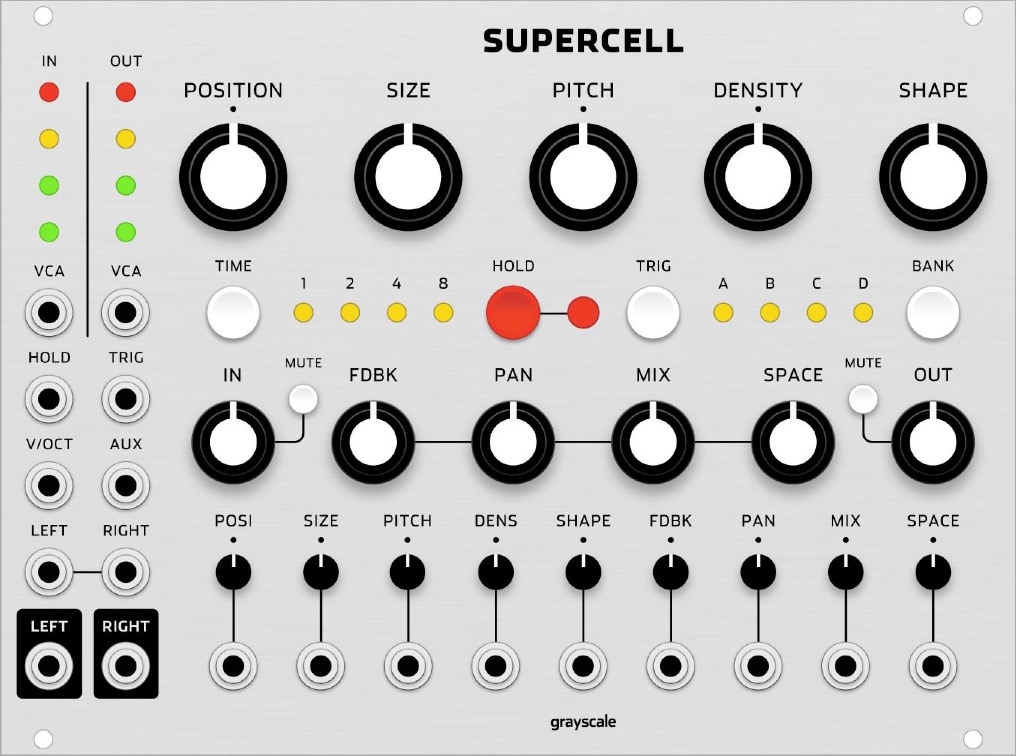 SUPERCELL
IN OUT
POSITION SIZE PITCH DENSITY SHAPE
VCA VCA
TIME HOLD TRIG BANK
1 2 4 8 A B C D
HOLD TRIG
MUTE MUTE
IN FDBK PAN MIX SPACE OUT
V/OCT AUX
LEFT RIGHT
POSI SIZE PITCH DENS SHAPE FDBK PAN MIX SPACE
LEFT RIGHT
grayscale